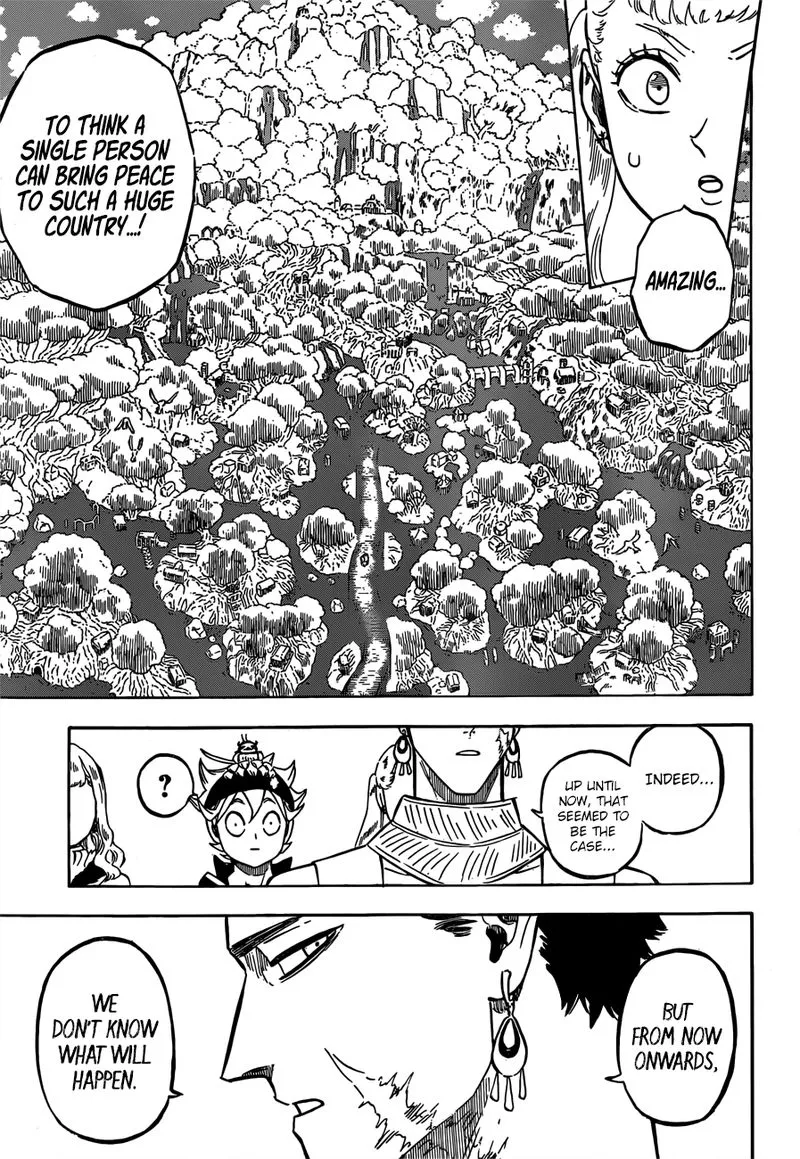 AMAZING...
TO THINK A
SINGLE PERSON
CAN BRING PEACE
TO SUCH A HUGE
COUNTRY...!
INDEED...
UP UNTIL
NOW, THAT
SEEMED TO
BE THE
CASE...
?
BUT
FROM NOW
ONWARDS,
WE
DON'T KNOW
WHAT WILL
HAPPEN.